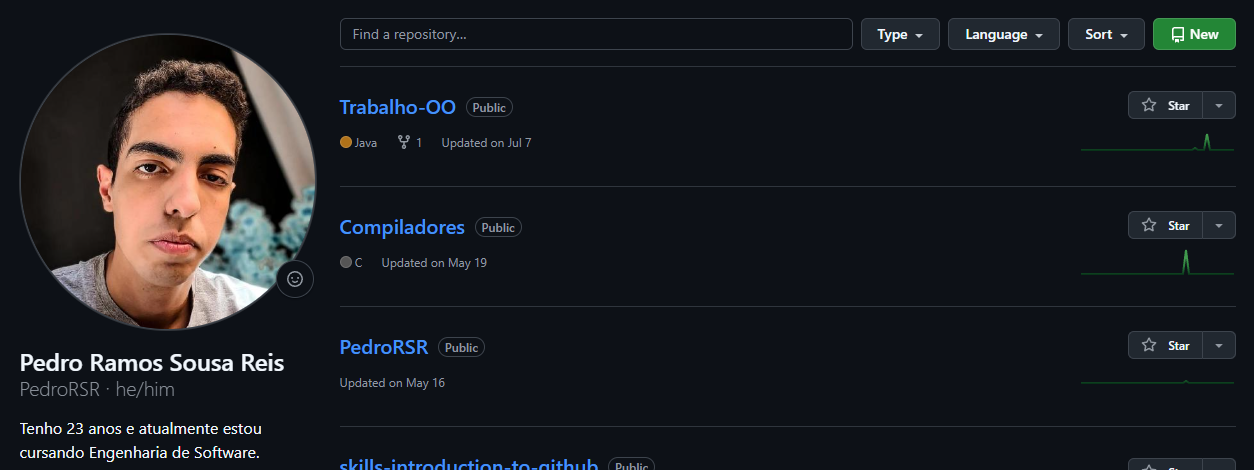 Find a repository...
Type
Language
Sort
New
Trabalho-OO Public
Star
Java 1 Updated on Jul 7
Compiladores Public
Star
C Updated on May 19
PedroRSR Public
Star
Updated on May 16
skills-introduction-to-github Public
Star
Pedro Ramos Sousa Reis
PedroRSR · he/him
Tenho 23 anos e atualmente estou
cursando Engenharia de Software.